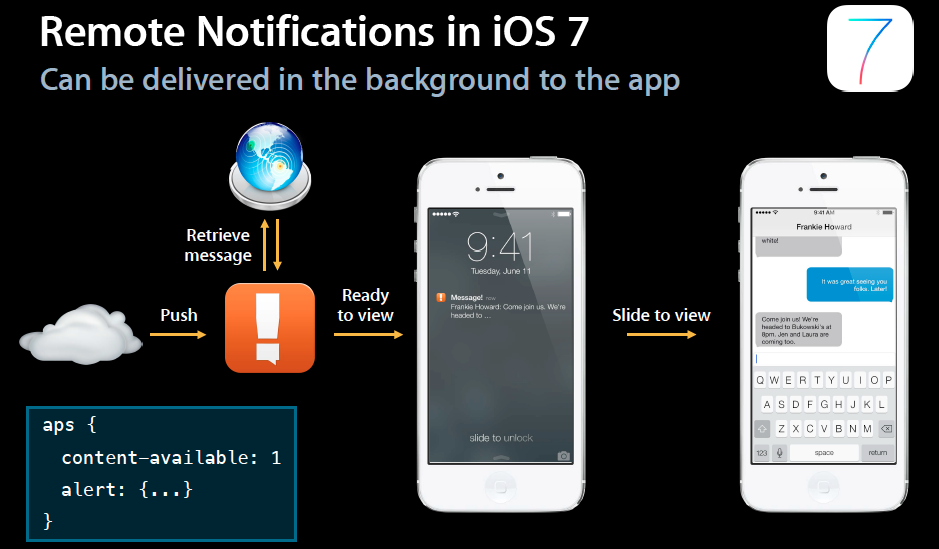 Remote Notifications in iOS 7
Can be delivered in the background to the app
7
Retrieve
message
Push
Ready
to view
9:41
Tuesday, June 11
Message! now
Frankie Howard: Come join us. We're
headed to ...
slide to unlock
Slide to view
9:41 AM
Frankie Howard
white!
It was great seeing you
folks. Later!
Come join us! We're
headed to Bukowski's at
8pm. Jen and Laura are
coming too.
Q W E R T Y U I O P
A S D F G H J K L
Z X C V B N M
123 space return
aps {
content-available: 1
alert: {...}
}